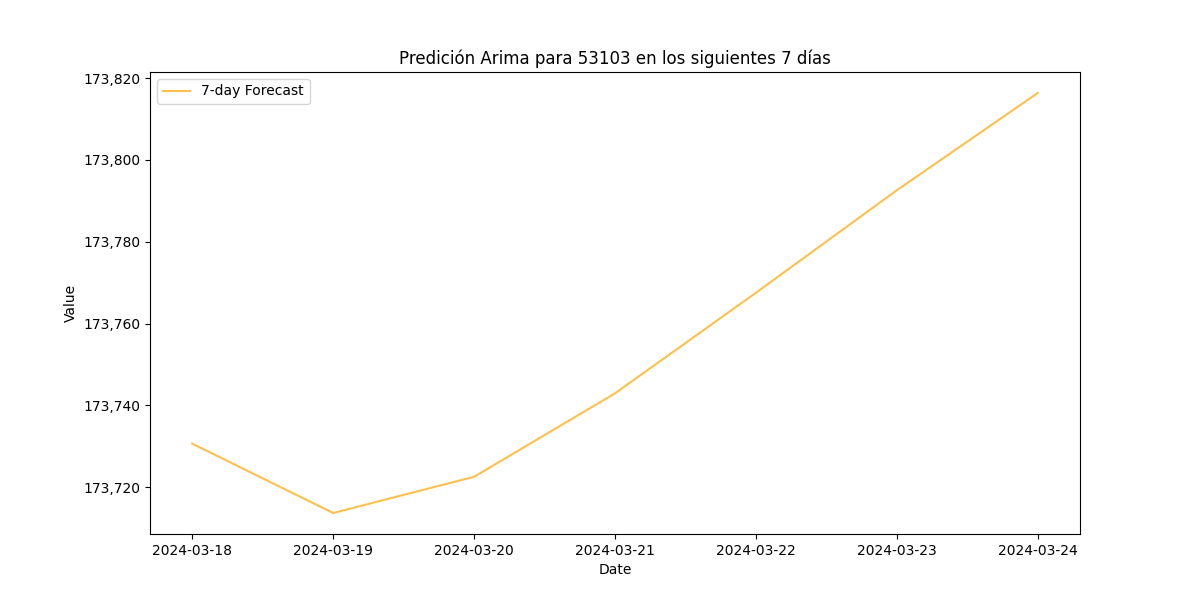 Predición Arima para 53103 en los siguientes 7 días
7-day Forecast
173,820
173,800
173,780
173,760
173,740
173,720
Value
2024-03-18 2024-03-19 2024-03-20 2024-03-21 2024-03-22 2024-03-23 2024-03-24
Date